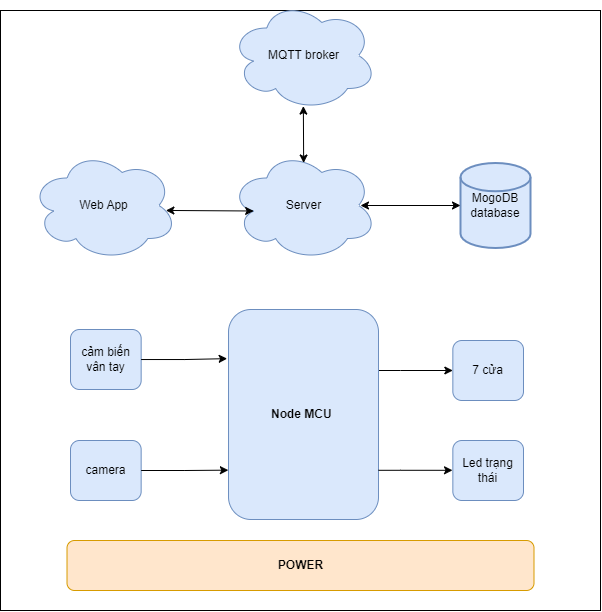 MQTT broker
Web App
Server
MogoDB
database
cảm biến
vân tay
7 cửa
Node MCU
camera
Led trạng
thái
POWER